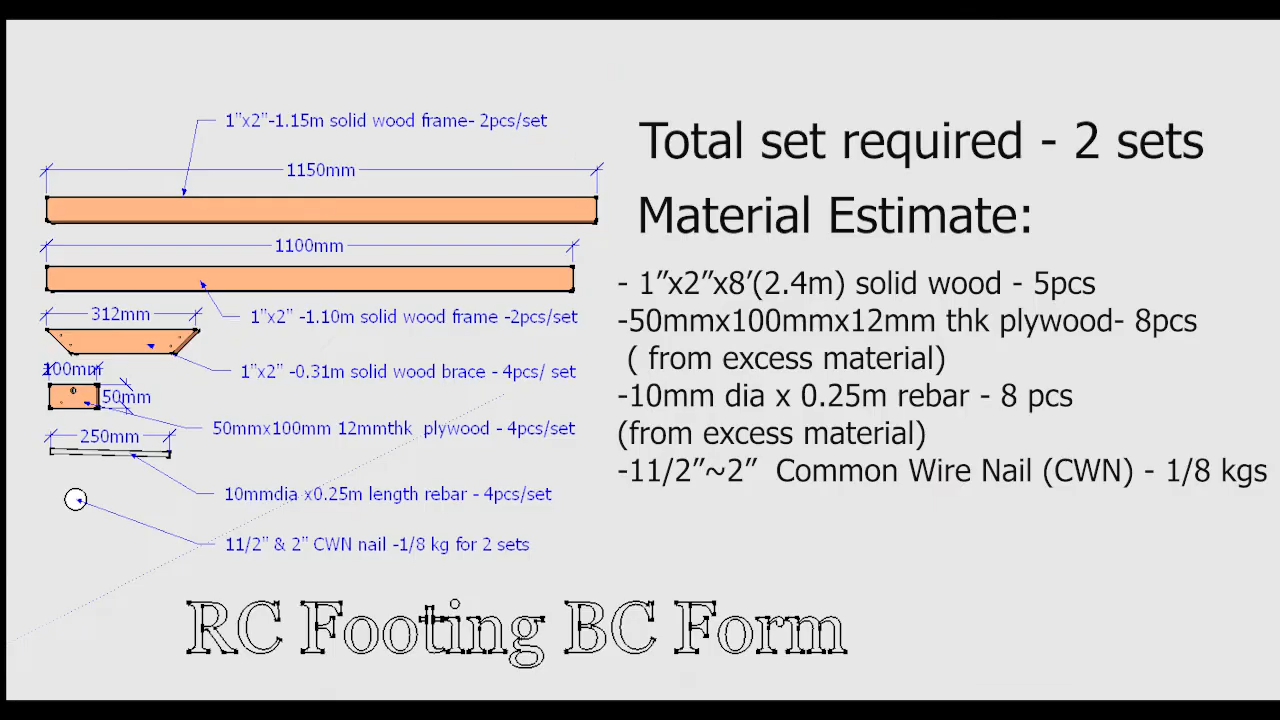 1”x2”-1.15m solid wood frame- 2pcs/set
1150mm
1100mm
1”x2” -1.10m solid wood frame -2pcs/set
312mm
1”x2” -0.31m solid wood brace - 4pcs/ set
100mm
50mm
50mmx100mm 12mmthk plywood - 4pcs/set
250mm
10mmdia x0.25m length rebar - 4pcs/set
11/2” & 2” CWN nail -1/8 kg for 2 sets
Total set required - 2 sets
Material Estimate:
- 1”x2”x8’(2.4m) solid wood - 5pcs
-50mmx100mmx12mm thk plywood- 8pcs
( from excess material)
-10mm dia x 0.25m rebar - 8 pcs
(from excess material)
-11/2”~2” Common Wire Nail (CWN) - 1/8 kgs
RC Footing BC Form